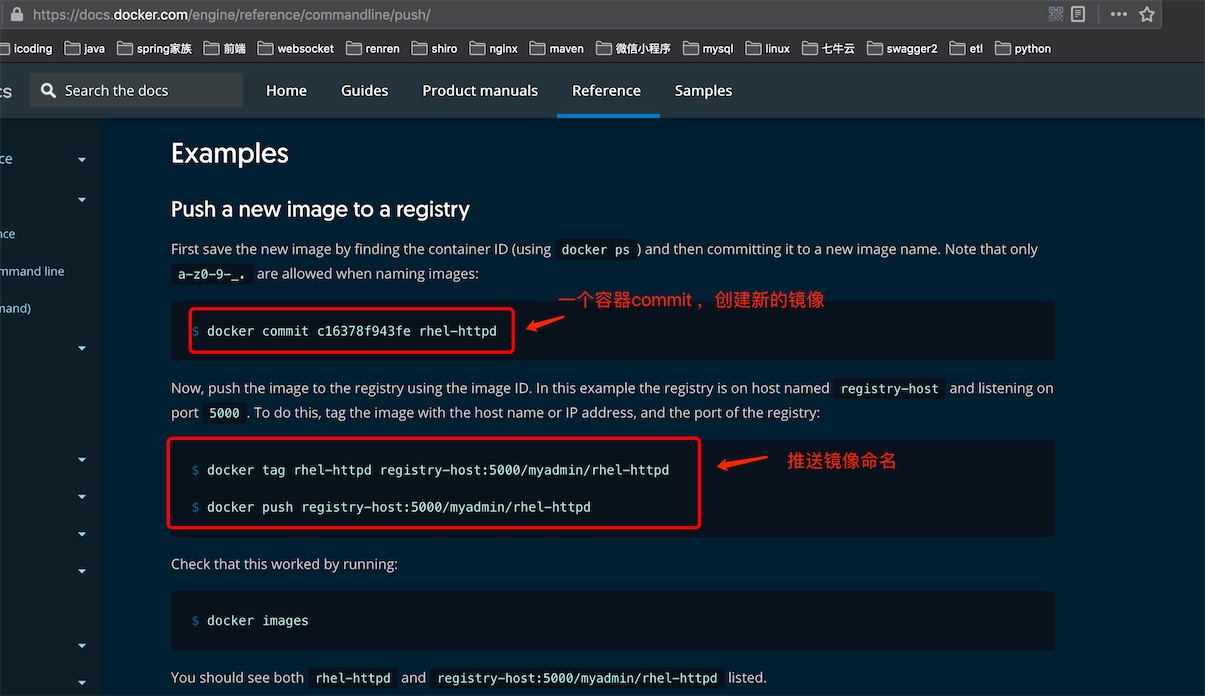 https://docs.docker.com/engine/reference/commandline/push/
icoding java spring家族 前端 websocket renren shiro nginx maven 微信小程序 mysql linux 七牛云 swagger2 etl python
cs Search the docs Home Guides Product manuals Reference Samples
Examples
ce
Push a new image to a registry
nce
First save the new image by finding the container ID (using docker ps ) and then committing it to a new image name. Note that only
mmand line
a-z0-9-_. are allowed when naming images:
一个容器commit ，创建新的镜像
mand)
$ docker commit c16378f943fe rhel-httpd
Now, push the image to the registry using the image ID. In this example the registry is on host named registry-host and listening on
port 5000 . To do this, tag the image with the host name or IP address, and the port of the registry:
推送镜像命名
$ docker tag rhel-httpd registry-host:5000/myadmin/rhel-httpd
$ docker push registry-host:5000/myadmin/rhel-httpd
Check that this worked by running:
$ docker images
You should see both rhel-httpd and registry-host:5000/myadmin/rhel-httpd listed.